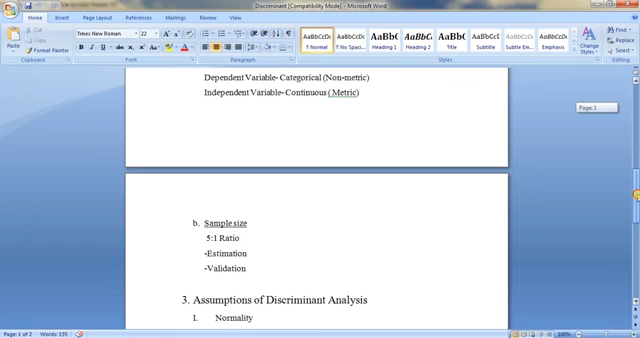 Discriminant [Compatibility Mode] - Microsoft Word
Home Insert Page Layout References Mailings Review View
Paste Cut Copy Format Painter
Clipboard
Times New Roman 22
Font
Paragraph
AaBbCcDc AaBbCcDc AaBbC AaBbCc AaBb AaBbCc. AaBbCcDc AaBbCcDc
¶ Normal ¶ No Spaci... Heading 1 Heading 2 Title Subtitle Subtle Em... Emphasis
Change Styles
Styles
Find
Replace
Select
Editing
Dependent Variable- Categorical (Non-metric)
Independent Variable- Continuous ( Metric)
Page: 1
b. Sample size
5:1 Ratio
-Estimation
-Validation
3. Assumptions of Discriminant Analysis
I. Normality
Page: 1 of 2 Words: 135 100%